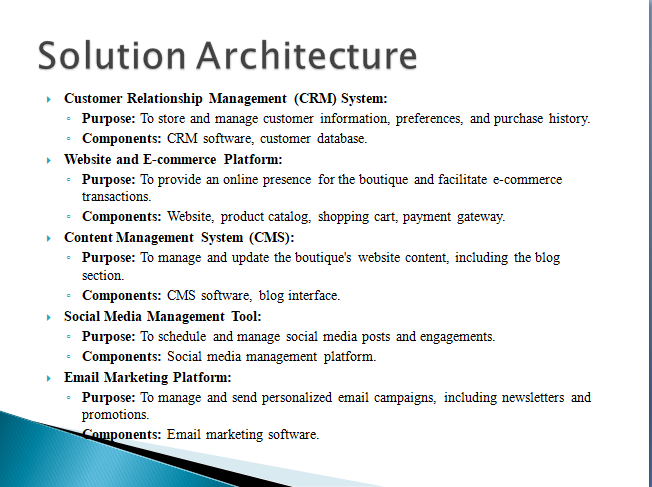 Solution Architecture
Customer Relationship Management (CRM) System:
Purpose: To store and manage customer information, preferences, and purchase history.
Components: CRM software, customer database.
Website and E-commerce Platform:
Purpose: To provide an online presence for the boutique and facilitate e-commerce
transactions.
Components: Website, product catalog, shopping cart, payment gateway.
Content Management System (CMS):
Purpose: To manage and update the boutique's website content, including the blog
section.
Components: CMS software, blog interface.
Social Media Management Tool:
Purpose: To schedule and manage social media posts and engagements.
Components: Social media management platform.
Email Marketing Platform:
Purpose: To manage and send personalized email campaigns, including newsletters and
promotions.
Components: Email marketing software.